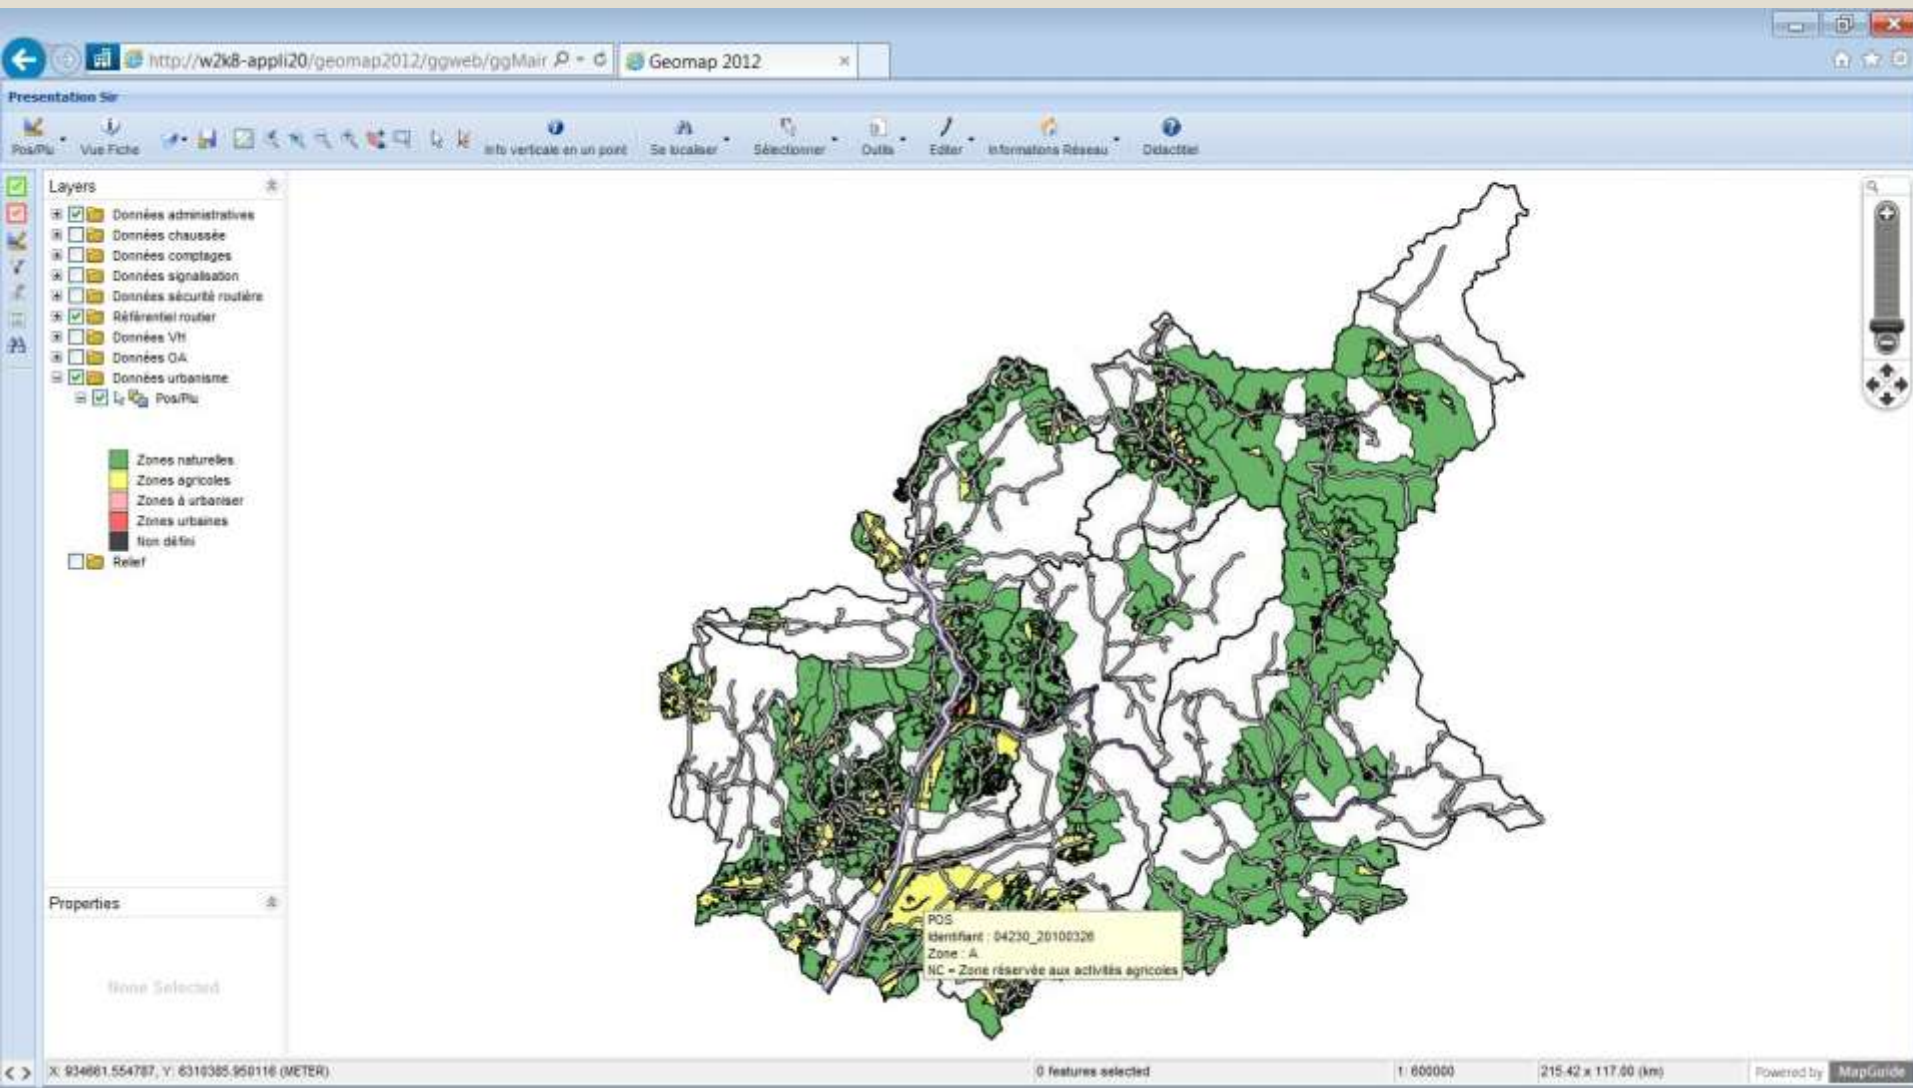 http://w2k8-appli20/geomap2012/ggweb/ggMair
Geomap 2012
Presentation Sir
Pos/Plu
Vue Fiche
Info verticale en un point
Se localiser
Sélectionner
Outils
Editer
Informations Réseau
Didactitiel
Layers
Données administratives
Données chaussée
Données comptages
Données signalisation
Données sécurité routière
Référentiel routier
Données VH
Données OA
Données urbanisme
Pos/Plu
Zones naturelles
Zones agricoles
Zones à urbaniser
Zones urbaines
Non défini
Relief
POS
Identifiant : 04230_20100326
Zone : A
NC = Zone réservée aux activités agricoles
Properties
None Selected
X: 934661.554787, Y: 6310385.950116 (METER)
0 features selected
1: 600000
215.42 x 117.00 (km)
Powered by MapGuide